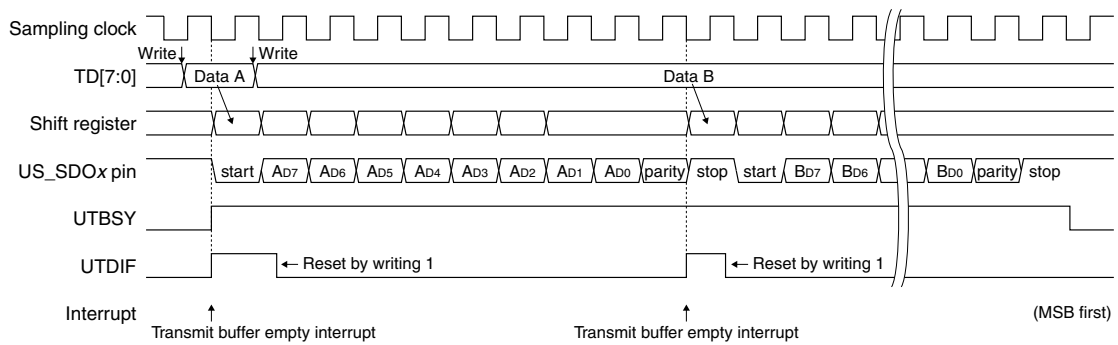 Sampling clock
Write Write
TD[7:0] Data A Data B
Shift register
US_SDOx pin start AD7 AD6 AD5 AD4 AD3 AD2 AD1 AD0 parity stop start BD7 BD6 BD0 parity stop
UTBSY
UTDIF ← Reset by writing 1 ← Reset by writing 1
Interrupt (MSB first)
Transmit buffer empty interrupt Transmit buffer empty interrupt